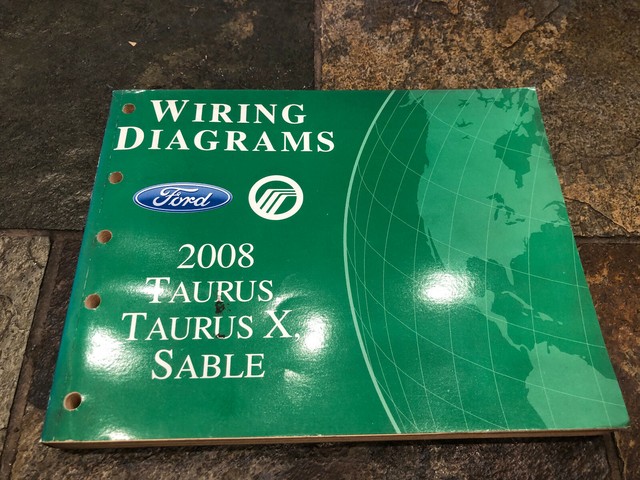 WIRING
DIAGRAMS
Ford
2008
TAURUS,
TAURUS X,
SABLE